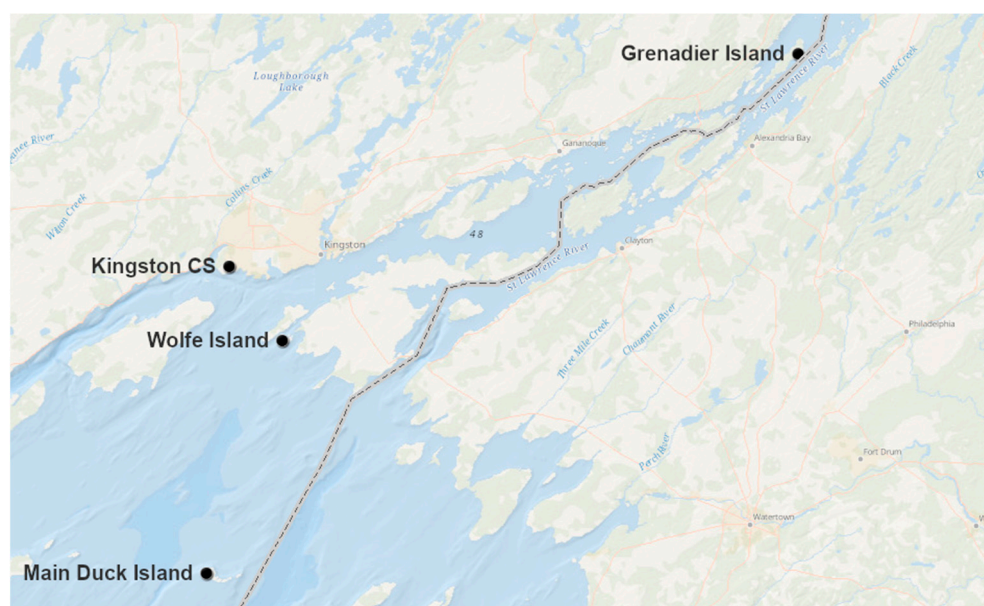 Grenadier Island
St Lawrence River
Black Creek
Loughborough
Lake
Gananoque
Alexandria Bay
Collins Creek
Wilton Creek
48
Kingston
Clayton
Kingston CS
St Lawrence River
Wolfe Island
Three Mile Creek
Chaumont River
Philadelphia
Perch River
Fort Drum
Watertown
Main Duck Island